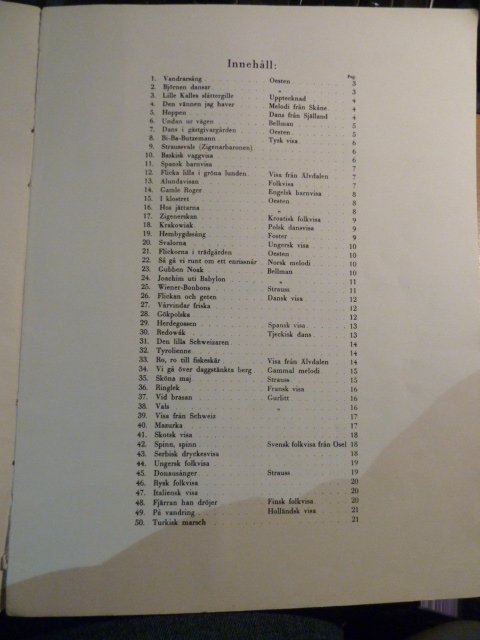 Innehåll:
Pag.
1. Vandrarsång Oesten 3
2. Björnen dansar " 3
3. Lille Kalles slåttergille Upptecknad 4
4. Den vännen jag haver Melodi från Skåne 4
5. Hoppen Dans från Själland 4
6. Undan ur vägen Bellman 5
7. Dans i gästgivargården Oesten 5
8. Bi-Ba-Butzemann Tysk visa 6
9. Strausvals (Zigenarbaronen) 6
10. Baskisk vaggvisa 6
11. Spansk barnvisa 7
12. Flicka lilla i gröna lunden Visa från Älvdalen 7
13. Alundavisan Folkvisa 7
14. Gamle Roger Engelsk barnvisa 8
15. I klostret Oesten 8
16. Hos jättarna " 8
17. Zigenerskan Kroatisk folkvisa 9
18. Krakowiak Polsk dansvisa 9
19. Hembygdssång Foster 9
20. Svalorna Ungersk visa 10
21. Flickorna i trädgården Oesten 10
22. Så gå vi runt om ett enrissnår Norsk melodi 10
23. Gubben Noak Bellman 10
24. Joachim uti Babylon " 11
25. Wiener-Bonbons Strauss 11
26. Flickan och geten Dansk visa 12
27. Vårvindar friska 12
28. Gökpolska 12
29. Herdegossen Spansk visa 13
30. Redowák Tjeckisk dans 13
31. Den lilla Schweizaren 14
32. Tyrolienne 14
33. Ro, ro till fiskeskär Visa från Älvdalen 14
34. Vi gå över daggstänkta berg Gammal melodi 15
35. Sköna maj Strauss 15
36. Ringlek Fransk visa 16
37. Vid brasan Gurlitt 16
38. Vals " 16
39. Visa från Schweiz 17
40. Mazurka 17
41. Skotsk visa 18
42. Spinn, spinn Svensk folkvisa från Ösel 18
43. Serbisk dryckesvisa 18
44. Ungersk folkvisa 19
45. Donausånger Strauss 19
46. Rysk folkvisa 20
47. Italiensk visa 20
48. Fjärran han dröjer Finsk folkvisa 20
49. På vandring Holländsk visa 21
50. Turkisk marsch 21